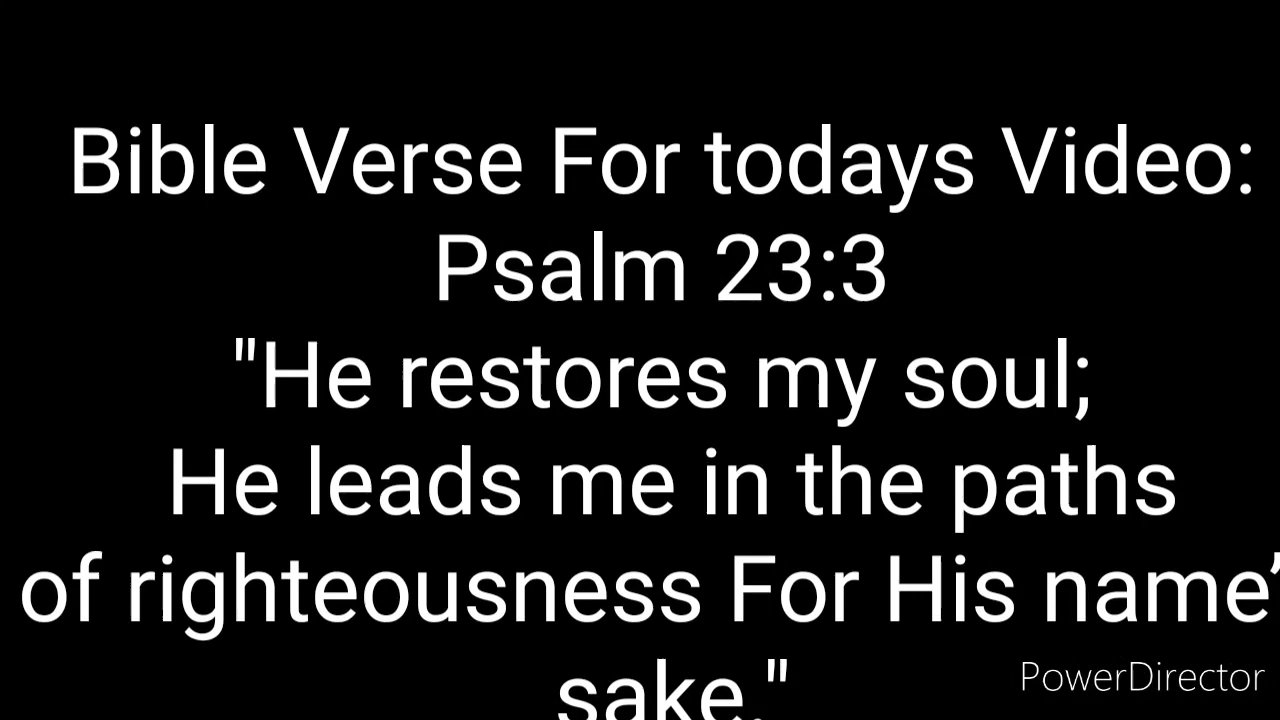 Bible Verse For todays Video:
Psalm 23:3
"He restores my soul;
He leads me in the paths
of righteousness For His name’
sake."
PowerDirector